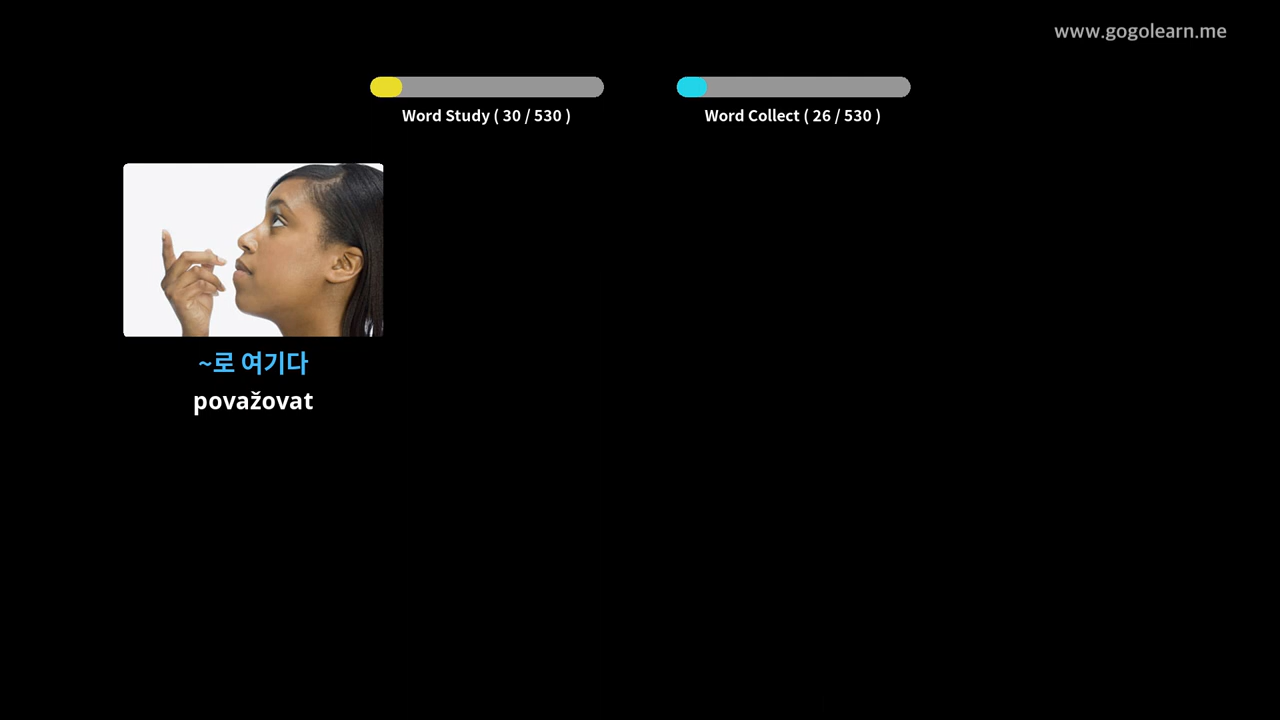 www.gogolearn.me
Word Study ( 30 / 530 )
Word Collect ( 26 / 530 )
~로 여기다
považovat